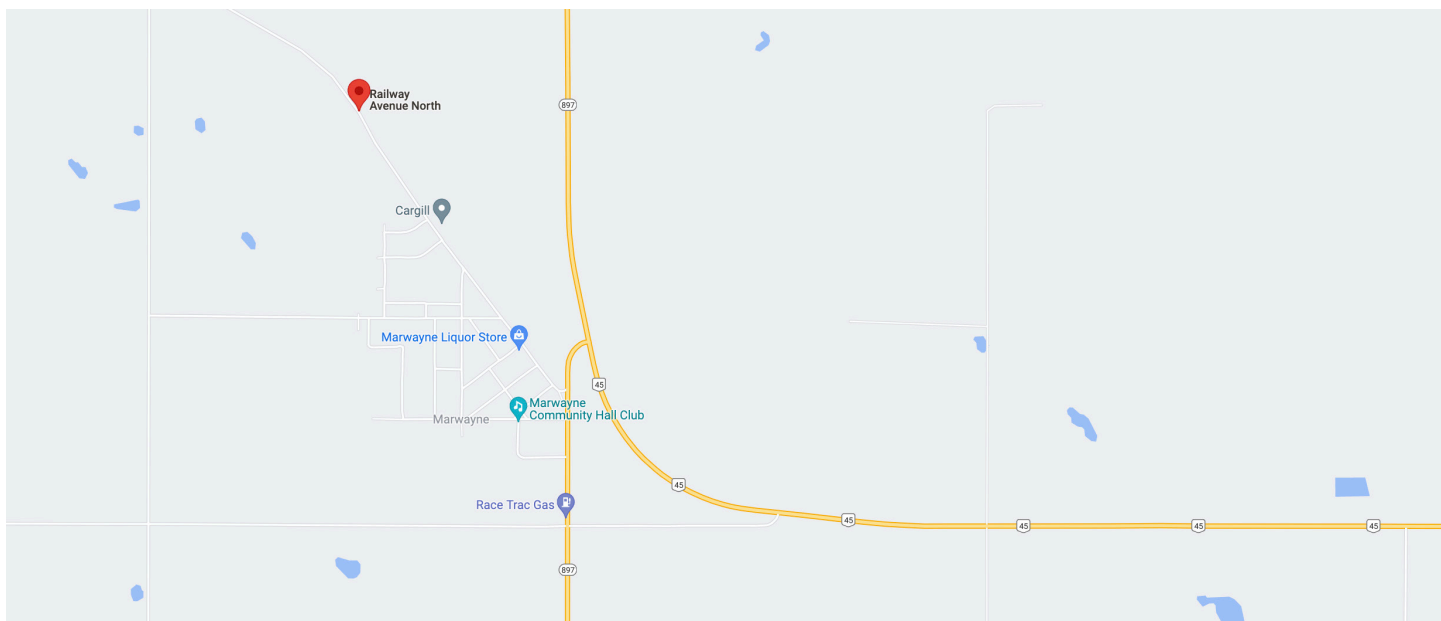 Railway
Avenue North
897
Cargill
Marwayne Liquor Store
45
Marwayne
Community Hall Club
Marwayne
45
Race Trac Gas
45
45
45
45
897